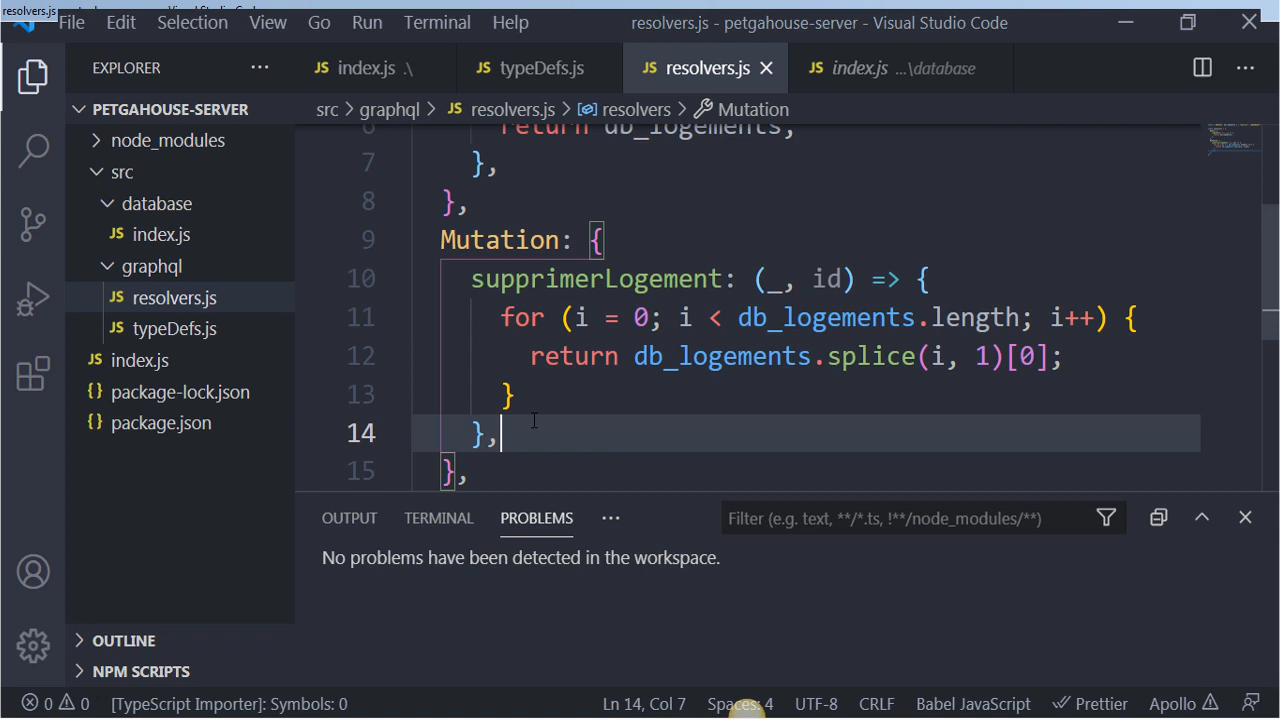 resolvers.js
File Edit Selection View Go Run Terminal Help resolvers.js - petgahouse-server - Visual Studio Code
EXPLORER ··· JS index.js .\ JS typeDefs.js JS resolvers.js JS index.js ...\database ···
PETGAHOUSE-SERVER src > graphql > JS resolvers.js > resolvers > Mutation
node_modules
src
database
JS index.js
graphql
JS resolvers.js
JS typeDefs.js
JS index.js
{} package-lock.json
{} package.json
6 return db_logements,
7 },
8 },
9 Mutation: {
10 supprimerLogement: (_, id) => {
11 for (i = 0; i < db_logements.length; i++) {
12 return db_logements.splice(i, 1)[0];
13 }
14 },
15 },
OUTPUT TERMINAL PROBLEMS ··· Filter (e.g. text, **/*.ts, !**/node_modules/**)
No problems have been detected in the workspace.
OUTLINE
NPM SCRIPTS
0 0 [TypeScript Importer]: Symbols: 0 Ln 14, Col 7 Spaces: 4 UTF-8 CRLF Babel JavaScript Prettier Apollo